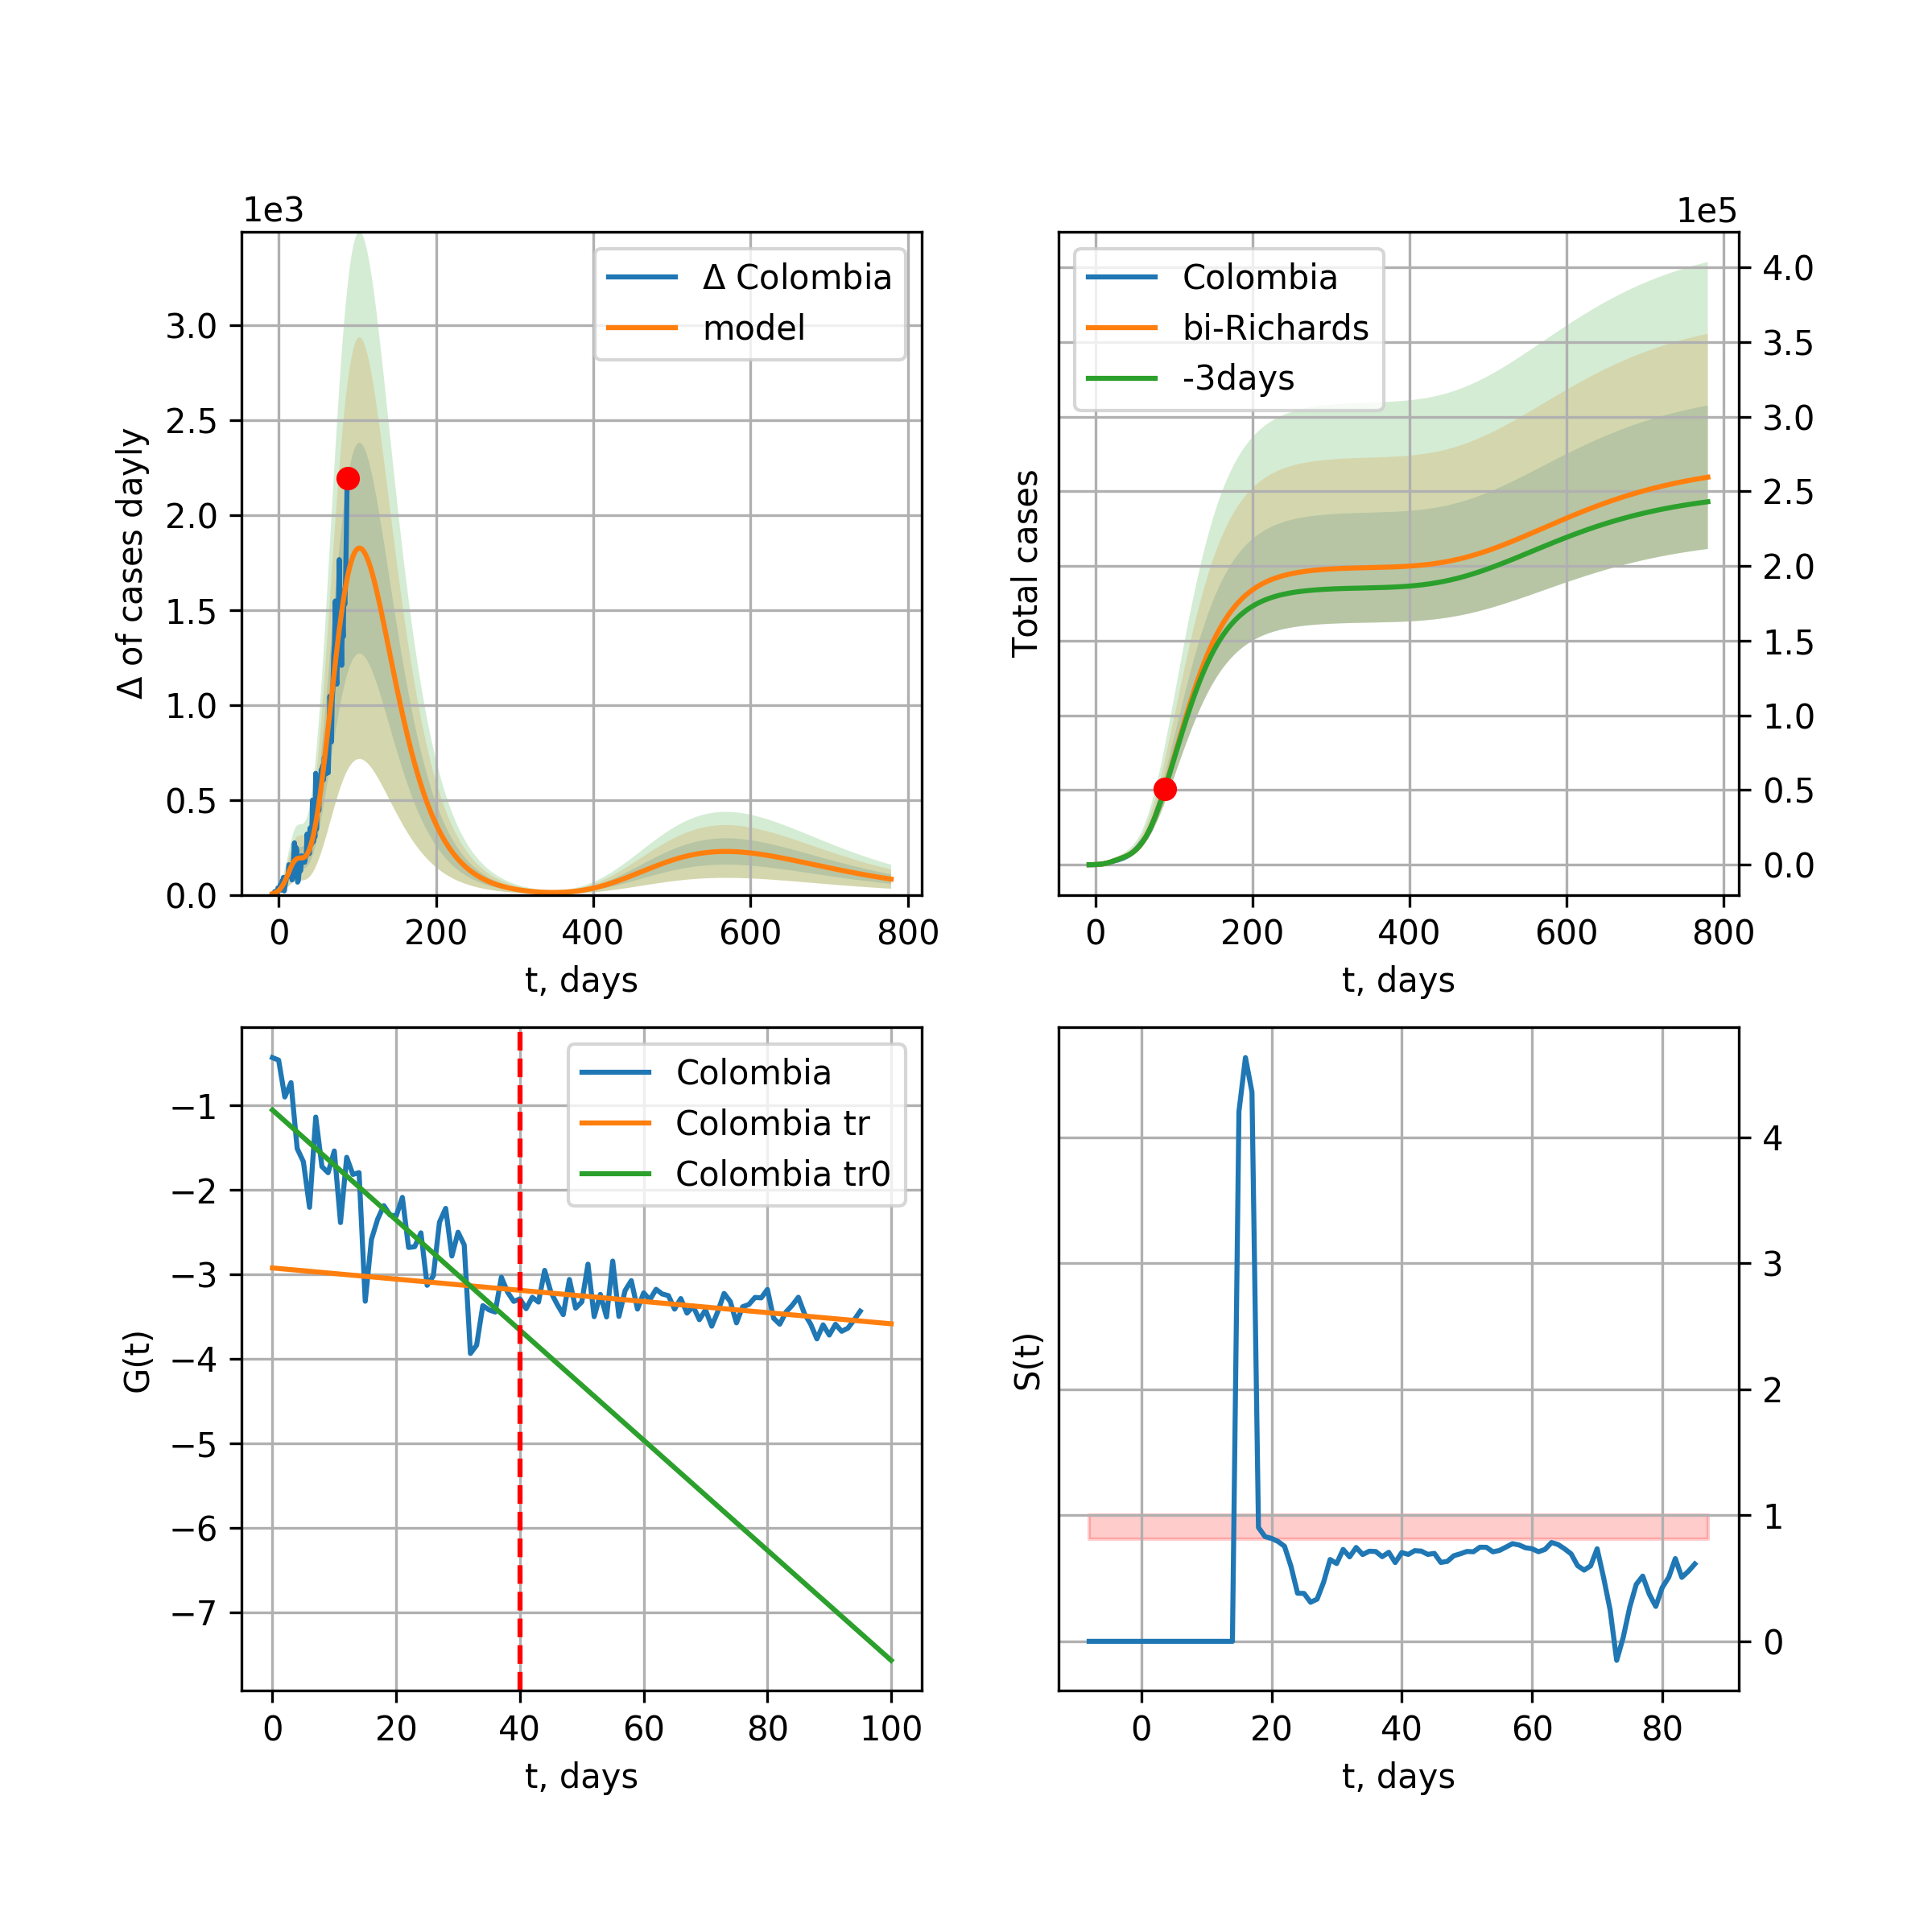 1e3
Δ of cases dayly
3.0
2.5
2.0
1.5
1.0
0.5
0.0
0 200 400 600 800
t, days
Δ Colombia
model
1e5
Total cases
4.0
3.5
3.0
2.5
2.0
1.5
1.0
0.5
0.0
0 200 400 600 800
t, days
Colombia
bi-Richards
-3days
G(t)
−1
−2
−3
−4
−5
−6
−7
0 20 40 60 80 100
t, days
Colombia
Colombia tr
Colombia tr0
S(t)
4
3
2
1
0
0 20 40 60 80
t, days